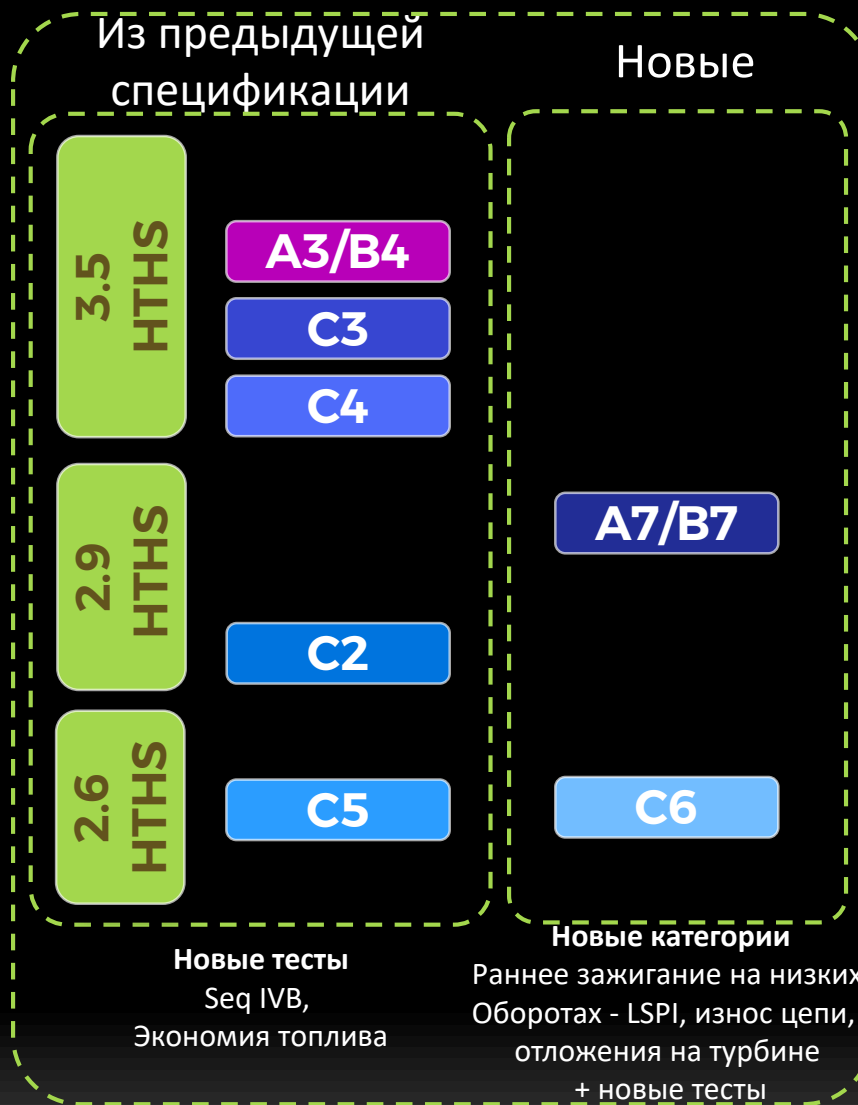 Из предыдущей
спецификации
3.5
HTHS
A3/B4
C3
C4
2.9
HTHS
C2
2.6
HTHS
C5
Новые тесты
Seq IVB,
Экономия топлива
Новые
A7/B7
C6
Новые категории
Раннее зажигание на низких
Оборотах - LSPI, износ цепи,
отложения на турбине
+ новые тесты